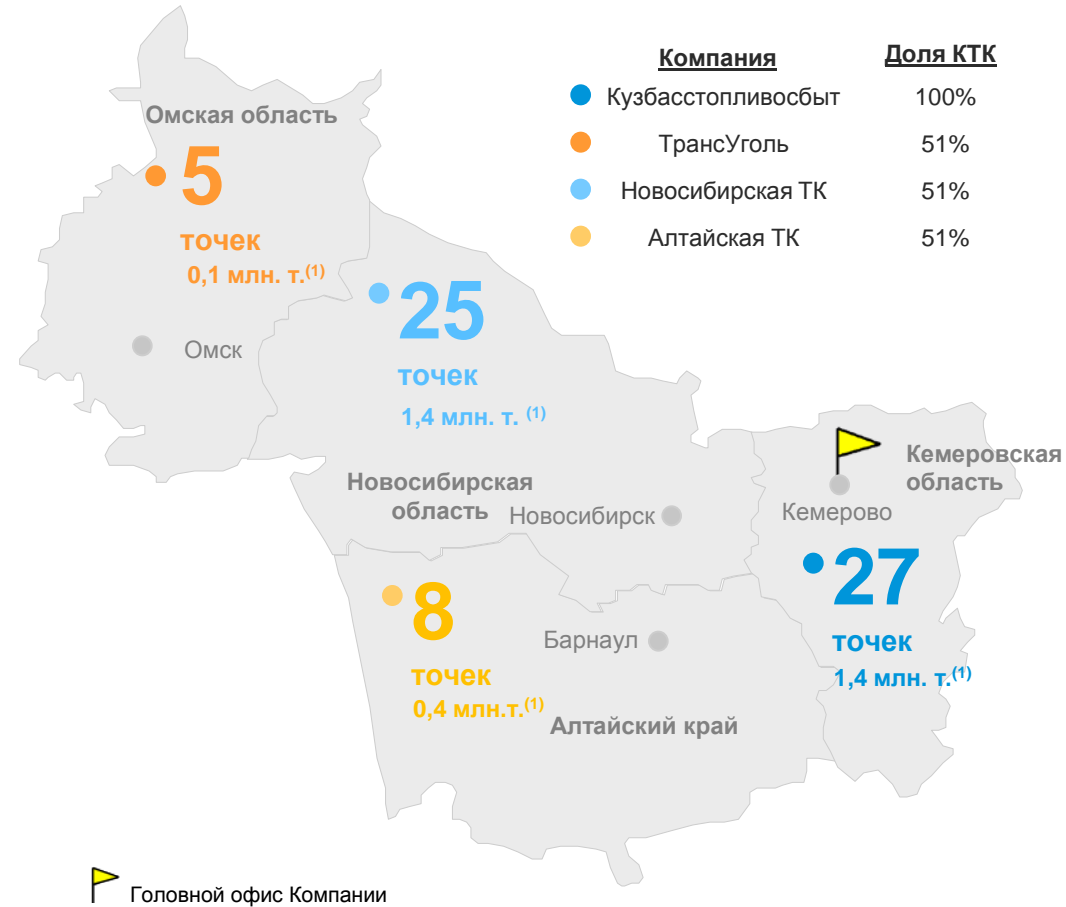 Компания Доля КТК
Кузбасстопливосбыт 100%
ТрансУголь 51%
Новосибирская ТК 51%
Алтайская ТК 51%
Омская область
5
точек
0,1 млн. т.(1)
Омск
25
точек
1,4 млн. т. (1)
Новосибирская
область
Новосибирск
Кемеровская
область
Кемерово
27
точек
1,4 млн. т.(1)
8
точек
0,4 млн.т.(1)
Барнаул
Алтайский край
Головной офис Компании